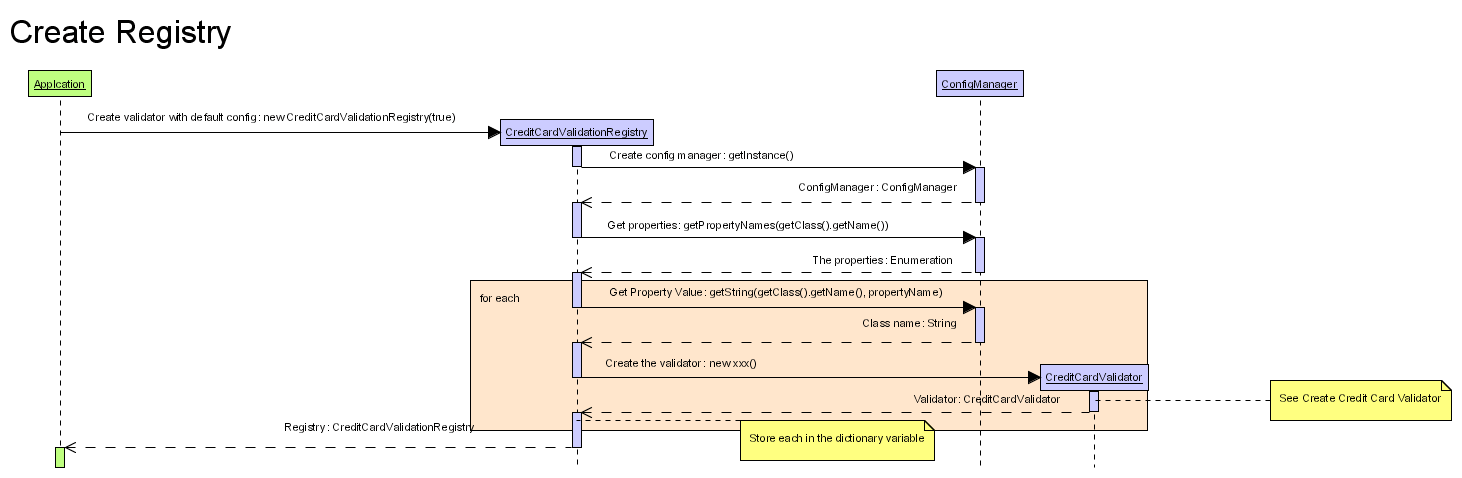 Create Registry
Applcation
ConfigManager
Create validator with default config : new CreditCardValidationRegistry(true)
CreditCardValidationRegistry
Create config manager : getInstance()
ConfigManager : ConfigManager
Get properties : getPropertyNames(getClass().getName())
The properties : Enumeration
for each
Get Property Value : getString(getClass().getName(), propertyName)
Class name : String
Create the validator : new xxx()
CreditCardValidator
Validator : CreditCardValidator
See Create Credit Card Validator
Registry : CreditCardValidationRegistry
Store each in the dictionary variable